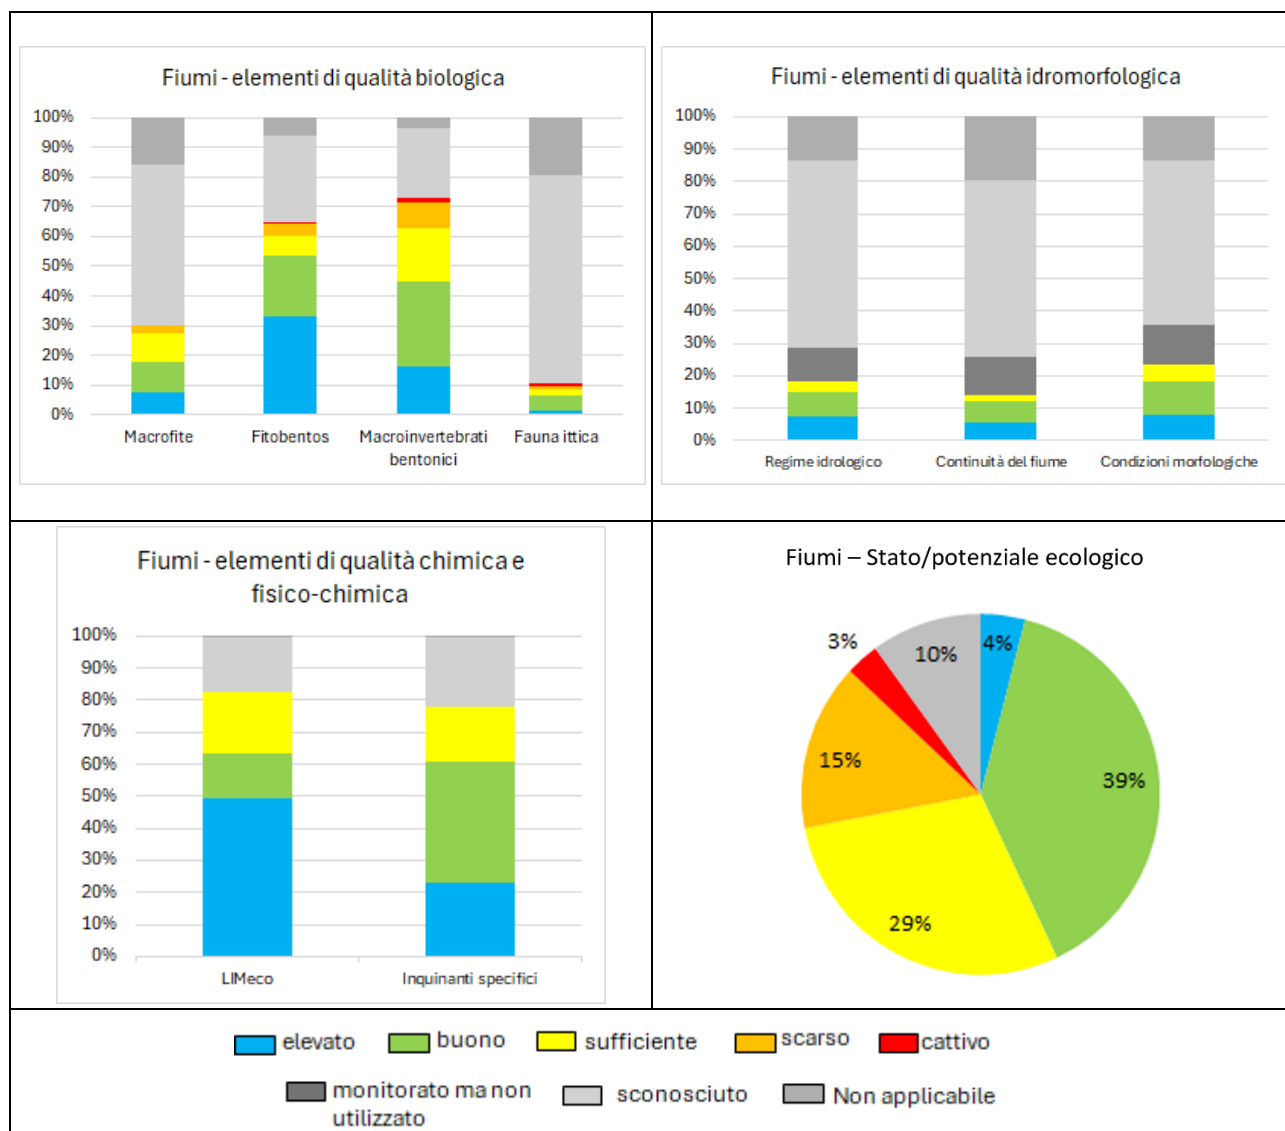 Fiumi - elementi di qualità biologica
100%
90%
80%
70%
60%
50%
40%
30%
20%
10%
0%
Macrofite
Fitobentos
Macroinvertebrati
bentonici
Fauna ittica
Fiumi - elementi di qualità idromorfologica
100%
90%
80%
70%
60%
50%
40%
30%
20%
10%
0%
Regime idrologico
Continuità del fiume
Condizioni morfologiche
Fiumi - elementi di qualità chimica e
fisico-chimica
100%
90%
80%
70%
60%
50%
40%
30%
20%
10%
0%
LIMeco
Inquinanti specifici
Fiumi – Stato/potenziale ecologico
4%
39%
29%
15%
3%
10%
elevato
buono
sufficiente
scarso
cattivo
monitorato ma non
utilizzato
sconosciuto
Non applicabile